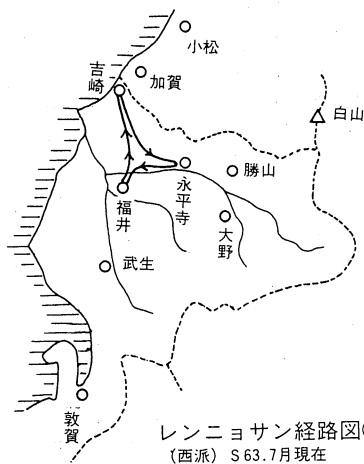 小松
加賀
吉崎
白山
勝山
永平寺
福井
大野
武生
敦賀
レンニョサン経路図
(西派) S63.7月現在